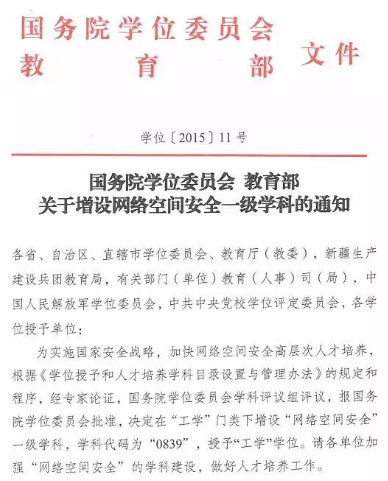 国务院学位委员会
教育部
文件
学位〔2015〕11号
国务院学位委员会 教育部
关于增设网络空间安全一级学科的通知
各省、自治区、直辖市学位委员会、教育厅（教委），新疆生产
建设兵团教育局，有关部门（单位）教育（人事）司（局），中
国人民解放军学位委员会，中共中央党校学位评定委员会，各学
位授予单位：
为实施国家安全战略，加快网络空间安全高层次人才培养，
根据《学位授予和人才培养学科目录设置与管理办法》的规定和
程序，经专家论证，国务院学位委员会学科评议组评议，报国务
院学位委员会批准，决定在“工学”门类下增设“网络空间安全”
一级学科，学科代码为“0839”，授予“工学”学位。请各单位加
强“网络空间安全”的学科建设，做好人才培养工作。